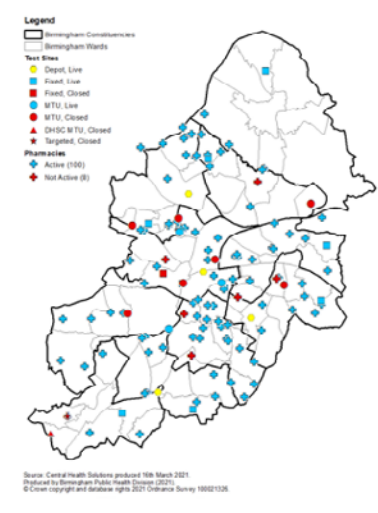 Legend
Birmingham Constituencies
Birmingham Wards
Test Sites
Depot, Live
Fixed, Live
Fixed, Closed
MTU, Live
MTU, Closed
DHSC MTU, Closed
Targeted, Closed
Pharmacies
Active (100)
Not Active (8)
Source: Central Health Solutions produced 16th March 2021.
Produced by Birmingham Public Health Division (2021).
© Crown copyright and database rights 2021 Ordnance Survey 100021326.